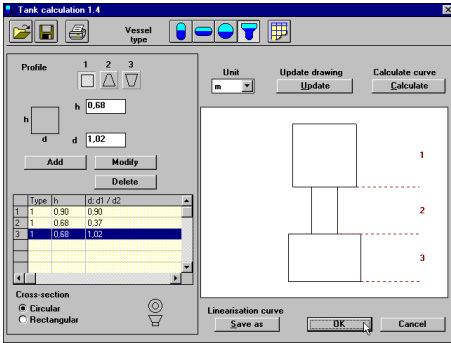 Tank calculation 1.4
Vessel type
Profile 1 2 3
h 0,68
h
d d 1,02
Add Modify
Delete
Type h d; d1 / d2
1 1 0,90 0,90
2 1 0,68 0,37
3 1 0,68 1,02
Cross-section
Circular
Rectangular
Unit Update drawing Calculate curve
m Update Calculate
1
2
3
Linearisation curve
Save as OK Cancel